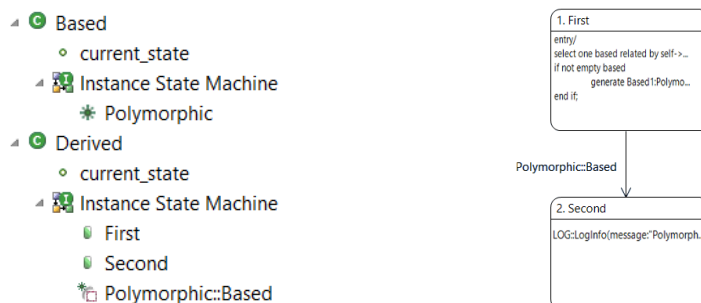 Based
current_state
Instance State Machine
Polymorphic
Derived
current_state
Instance State Machine
First
Second
Polymorphic::Based
1. First
entry/
select one based related by self->...
if not empty based
generate Based1:Polymo...
end if;
Polymorphic::Based
2. Second
LOG::LogInfo(message:"Polymorph...